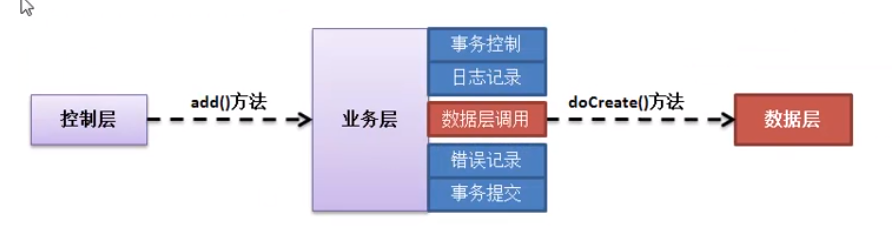 控制层
add()方法
业务层
事务控制
日志记录
数据层调用
错误记录
事务提交
doCreate()方法
数据层